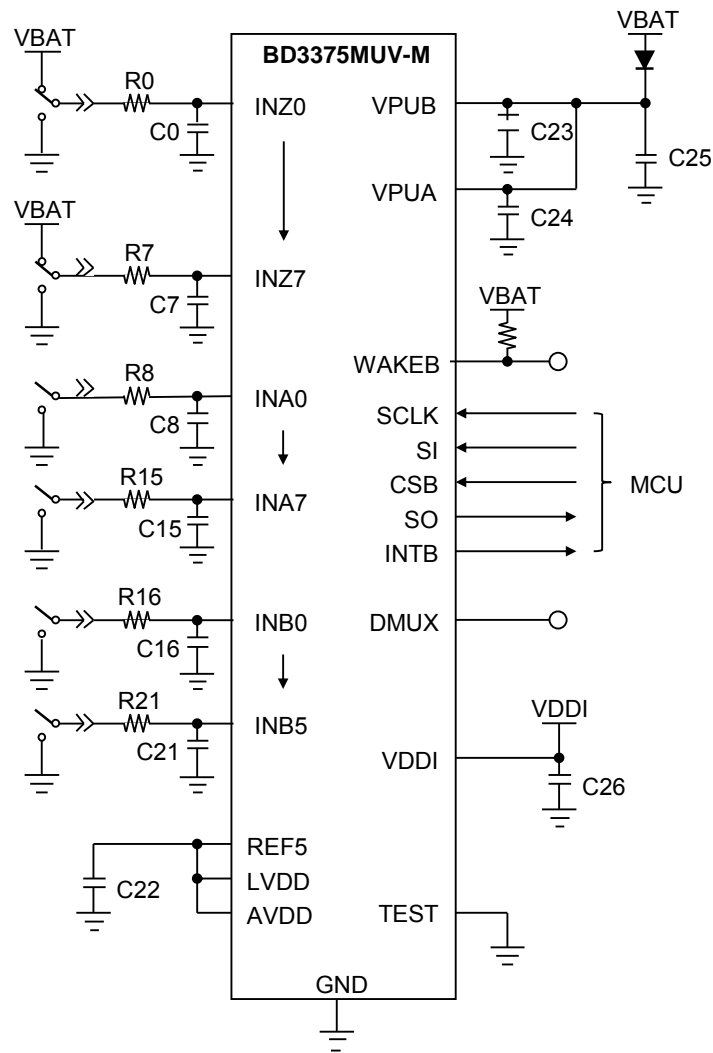 VBAT
VBAT
BD3375MUV-M
R0
INZ0
VPUB
C0
C23
C25
VPUA
C24
VBAT
R7
INZ7
C7
VBAT
WAKEB
R8
INA0
C8
SCLK
SI
CSB
MCU
SO
INTB
R15
INA7
C15
R16
INB0
DMUX
C16
R21
INB5
C21
VDDI
VDDI
C26
REF5
C22
LVDD
AVDD
TEST
GND